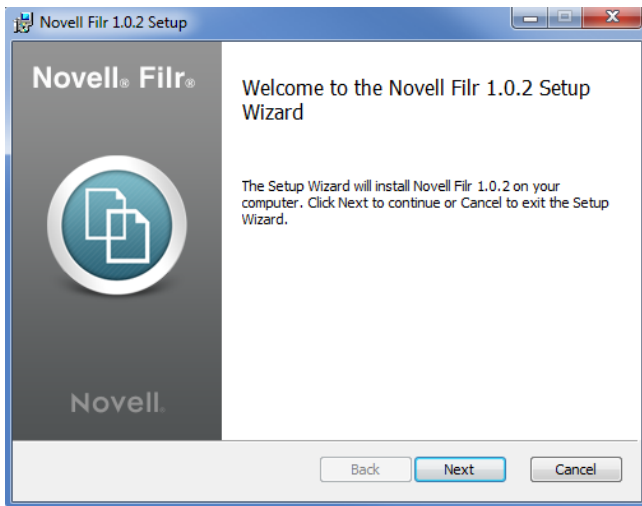 Novell Filr 1.0.2 Setup
Novell® Filr®
Welcome to the Novell Filr 1.0.2 Setup
Wizard
The Setup Wizard will install Novell Filr 1.0.2 on your
computer. Click Next to continue or Cancel to exit the Setup
Wizard.
Novell®
Back Next Cancel